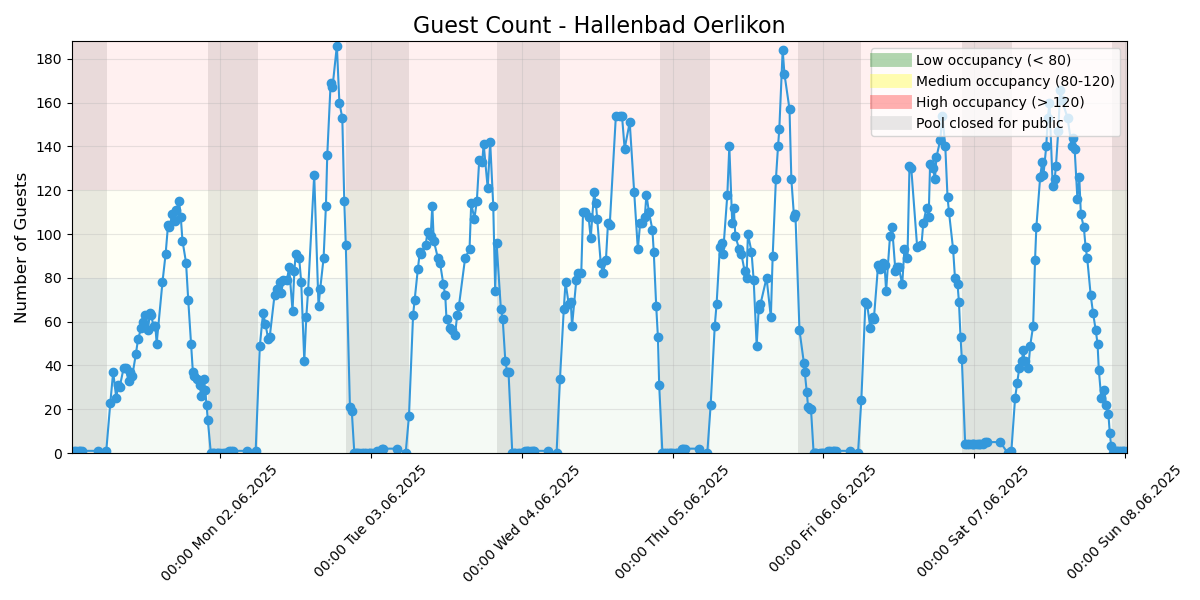 Guest Count - Hallenbad Oerlikon
Number of Guests
180
160
140
120
100
80
60
40
20
0
Low occupancy (< 80)
Medium occupancy (80-120)
High occupancy (> 120)
Pool closed for public
00:00 Mon 02.06.2025
00:00 Tue 03.06.2025
00:00 Wed 04.06.2025
00:00 Thu 05.06.2025
00:00 Fri 06.06.2025
00:00 Sat 07.06.2025
00:00 Sun 08.06.2025